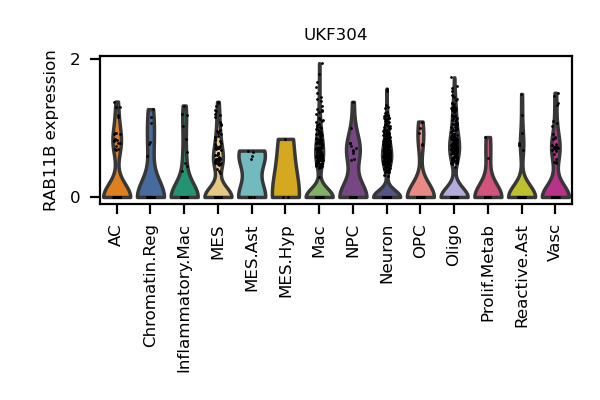 UKF304
RAB11B expression
2
0
AC
Chromatin.Reg
Inflammatory.Mac
MES
MES.Ast
MES.Hyp
Mac
NPC
Neuron
OPC
Oligo
Prolif.Metab
Reactive.Ast
Vasc